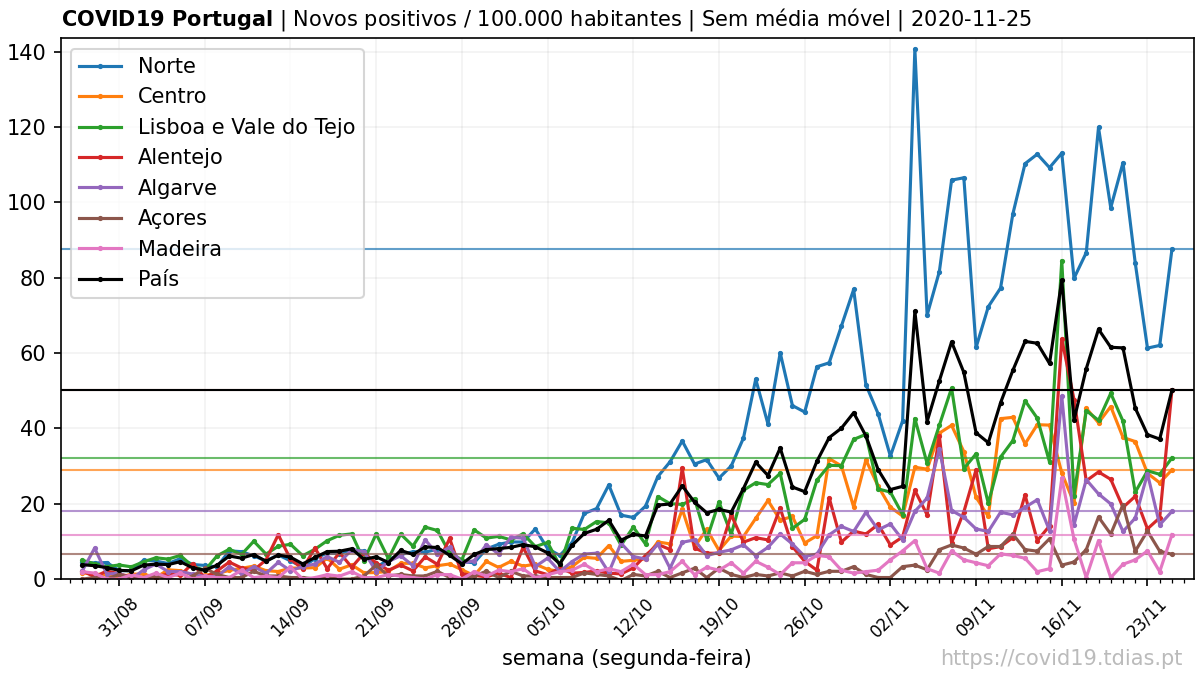 COVID19 Portugal | Novos positivos / 100.000 habitantes | Sem média móvel | 2020-11-25
140
120
100
80
60
40
20
0
Norte
Centro
Lisboa e Vale do Tejo
Alentejo
Algarve
Açores
Madeira
País
31/08
07/09
14/09
21/09
28/09
05/10
12/10
19/10
26/10
02/11
09/11
16/11
23/11
semana (segunda-feira)
https://covid19.tdias.pt